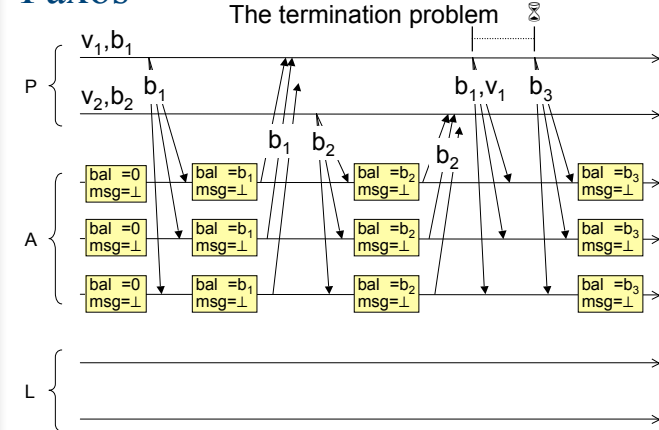 Paxos
The termination problem ⌛
v₁,b₁
P
v₂,b₂
b₁
b₁
b₂
b₂
b₁,v₁
b₃
A
bal =0
msg=⊥
bal =b₁
msg=⊥
bal =b₂
msg=⊥
bal =b₃
msg=⊥
bal =0
msg=⊥
bal =b₁
msg=⊥
bal =b₂
msg=⊥
bal =b₃
msg=⊥
bal =0
msg=⊥
bal =b₁
msg=⊥
bal =b₂
msg=⊥
bal =b₃
msg=⊥
L